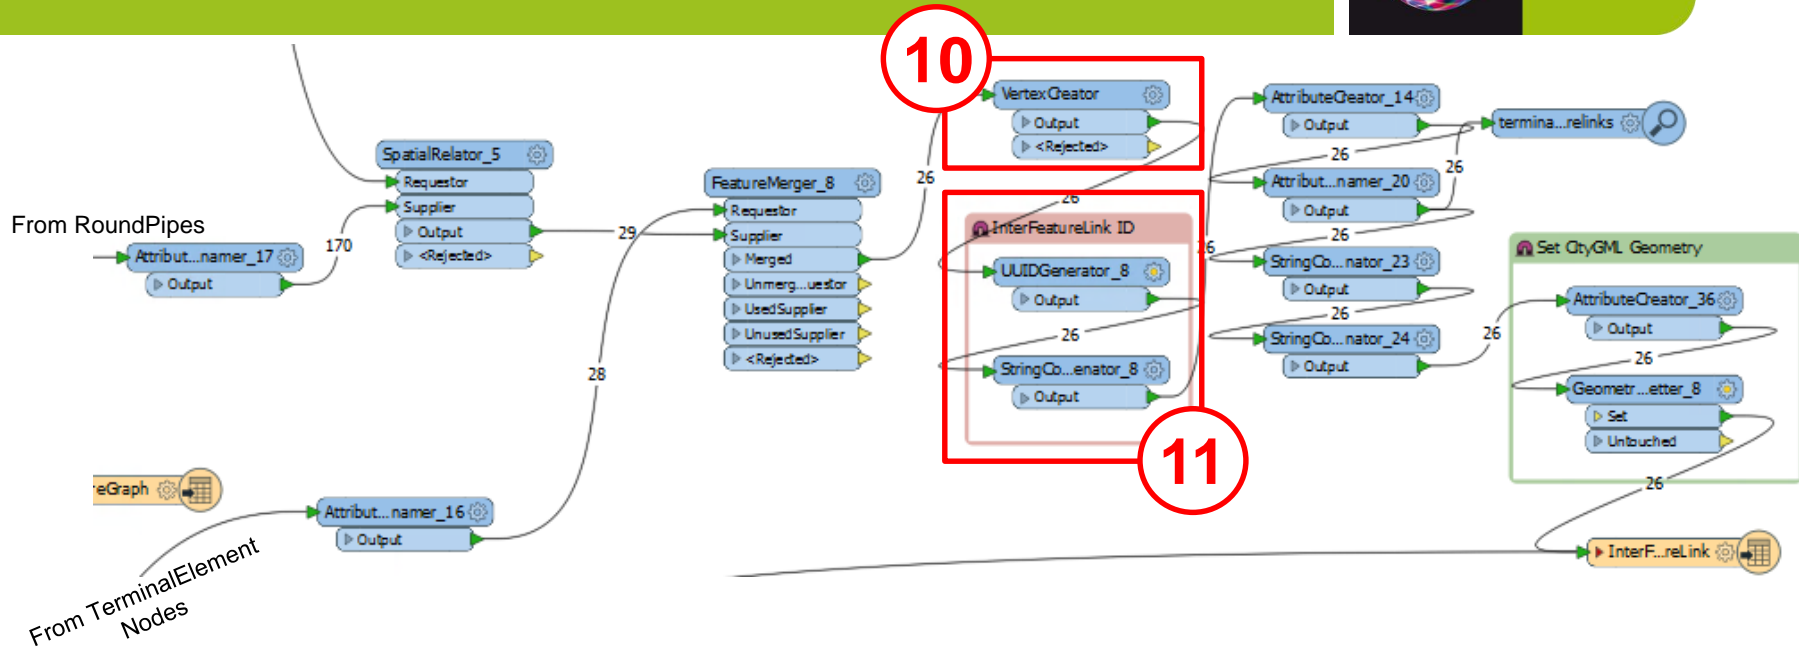 10
VertexCreator
Output
<Rejected>
26
AttributeCreator_14
Output
26
termina...relinks
26
Attribut...namer_20
Output
26
StringCo...nator_23
Output
26
StringCo...nator_24
Output
26
SpatialRelator_5
Requestor
Supplier
Output
<Rejected>
From RoundPipes
Attribut...namer_17
Output
170
29
FeatureMerger_8
Requestor
Supplier
Merged
Unmerg...uestor
UsedSupplier
UnusedSupplier
<Rejected>
26
28
InterFeatureLink ID
UUIDGenerator_8
Output
26
StringCo...enator_8
Output
26
11
Set CityGML Geometry
AttributeCreator_36
Output
26
Geometr...etter_8
Set
Untouched
26
reGraph
Attribut...namer_16
Output
From TerminalElement
Nodes
InterF...reLink